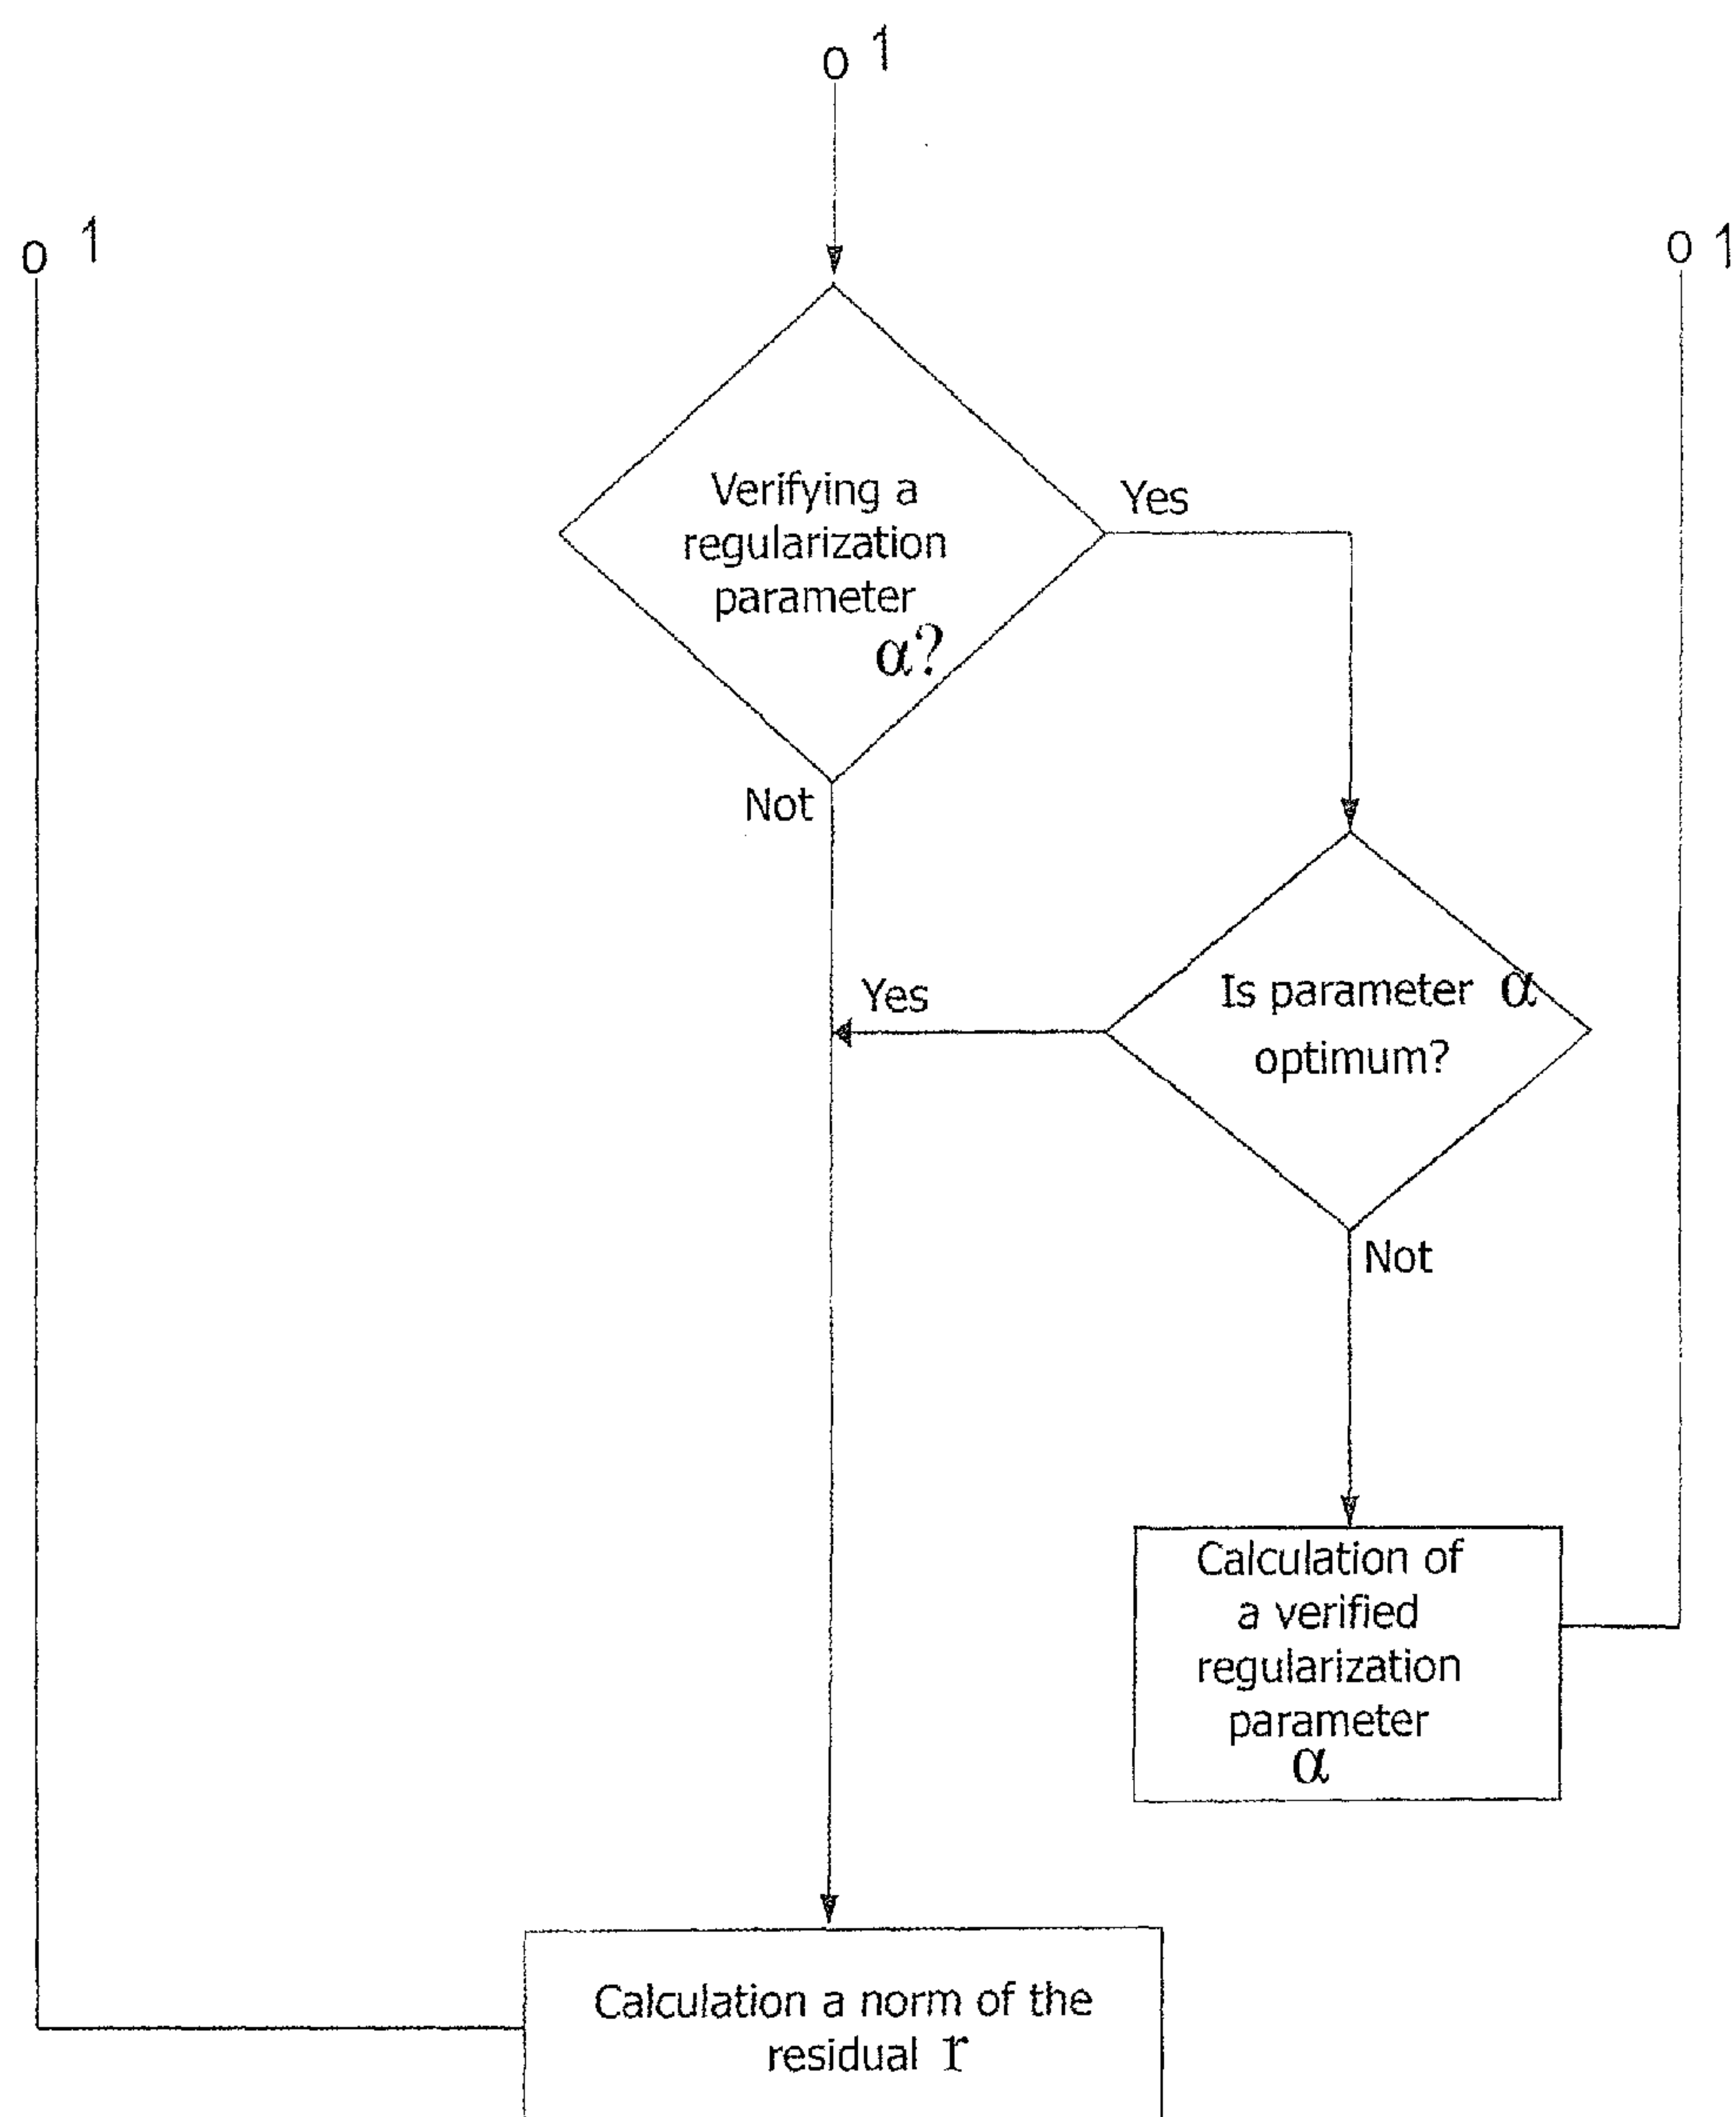 o 1
o 1
o 1
Verifying a
regularization
parameter
α?
Yes
Not
Is parameter α
optimum?
Yes
Not
Calculation of
a verified
regularization
parameter
α
Calculation a norm of the
residual r